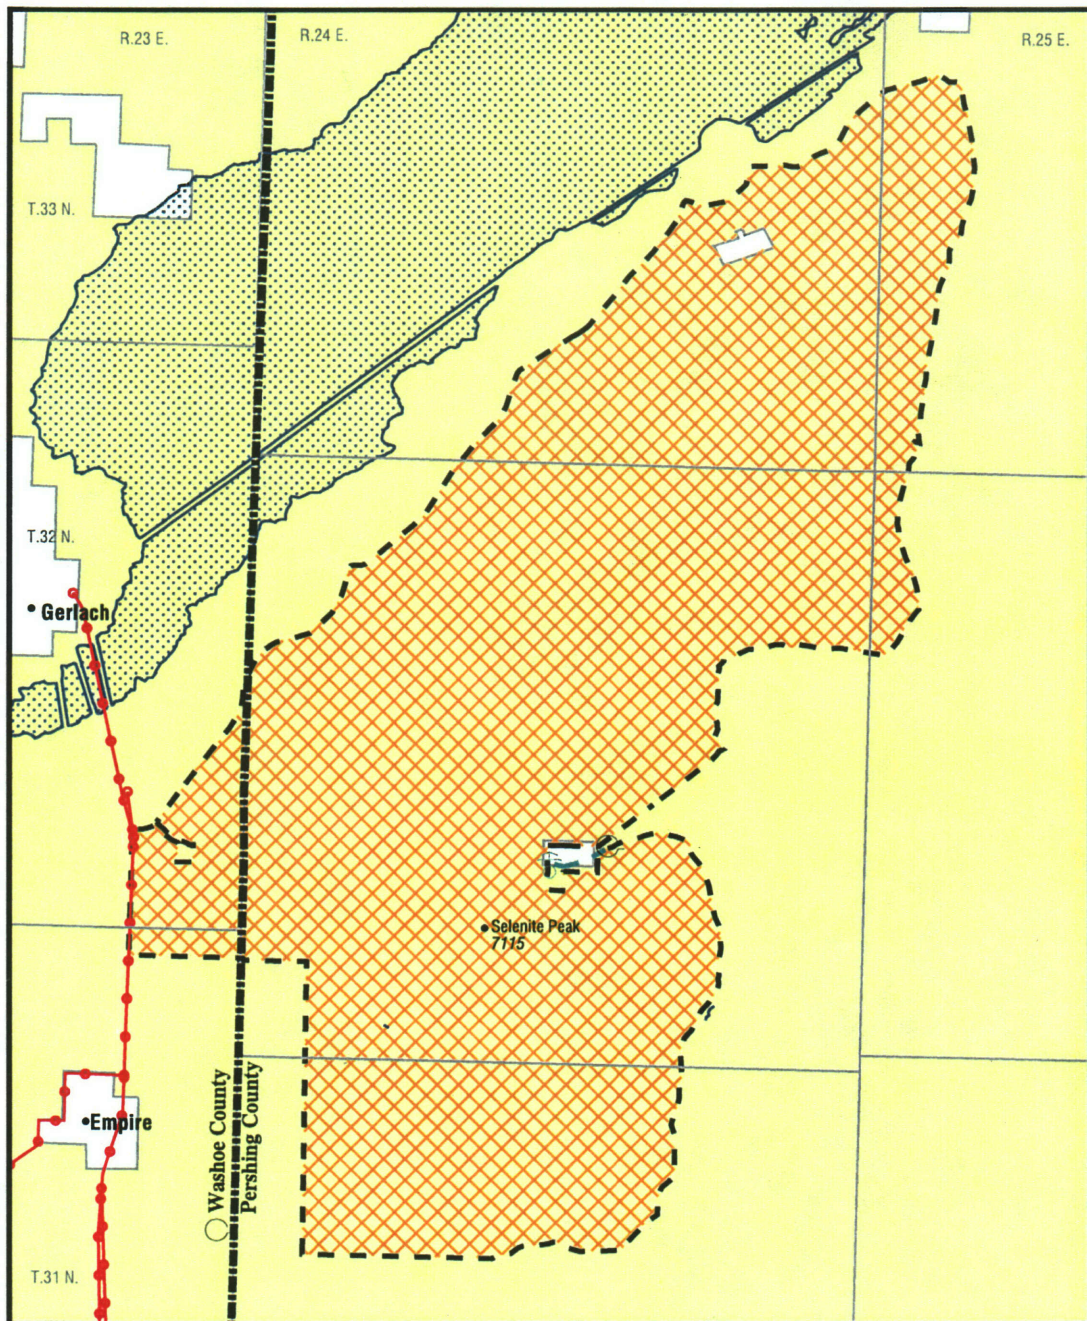 R.23 E.
R.24 E.
R.25 E.
T.33 N.
T.32 N.
Gerlach
Selenite Peak
7115
Empire
Washoe County
Pershing County
T.31 N.